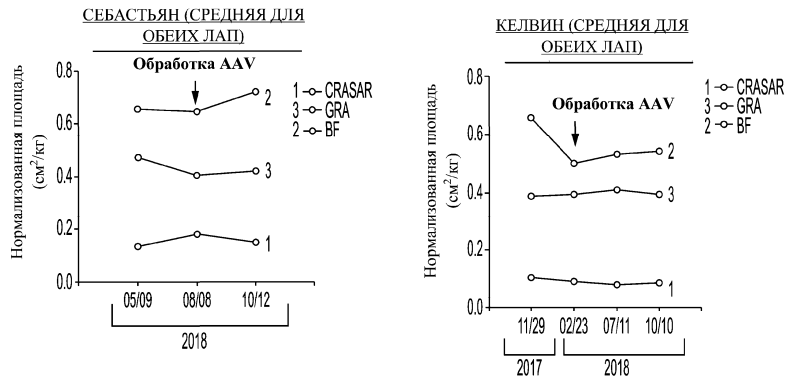 СЕБАСТЬЯН (СРЕДНЯЯ ДЛЯ
ОБЕИХ ЛАП)
Обработка AAV
1 CRASAR
3 GRA
2 BF
Нормализованная площадь
(см²/кг)
0.8
0.6
0.4
0.2
0.0
2
3
1
05/09 08/08 10/12
2018
КЕЛВИН (СРЕДНЯЯ ДЛЯ
ОБЕИХ ЛАП)
Обработка AAV
1 CRASAR
3 GRA
2 BF
Нормализованная площадь
(см²/кг)
0.8
0.6
0.4
0.2
0.0
2
3
1
11/29 02/23 07/11 10/10
2017 2018